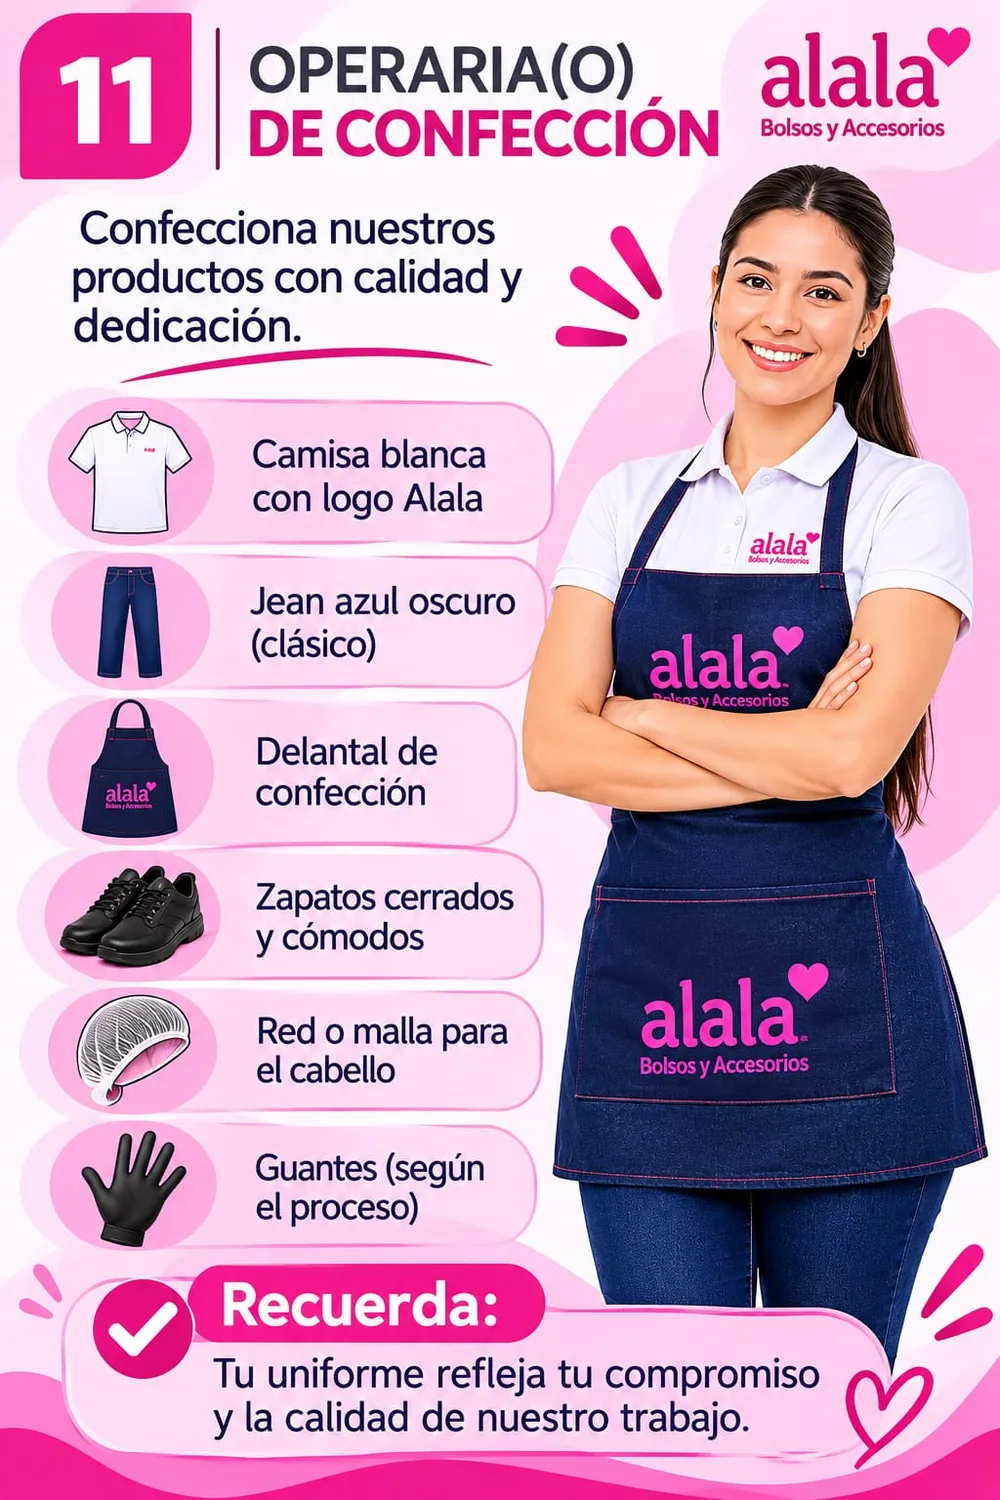 11
OPERARIA(O)
DE CONFECCIÓN
alala
Bolsos y Accesorios
Confecciona nuestros
productos con calidad y
dedicación.
Camisa blanca
con logo Alala
Jean azul oscuro
(clásico)
alala
Bolsos y Accesorios
Delantal de
confección
Zapatos cerrados
y cómodos
Red o malla para
el cabello
Guantes (según
el proceso)
alala
Bolsos y Accesorios
alala
Bolsos y Accesorios
alala
Bolsos y Accesorios
Recuerda:
Tu uniforme refleja tu compromiso
y la calidad de nuestro trabajo.